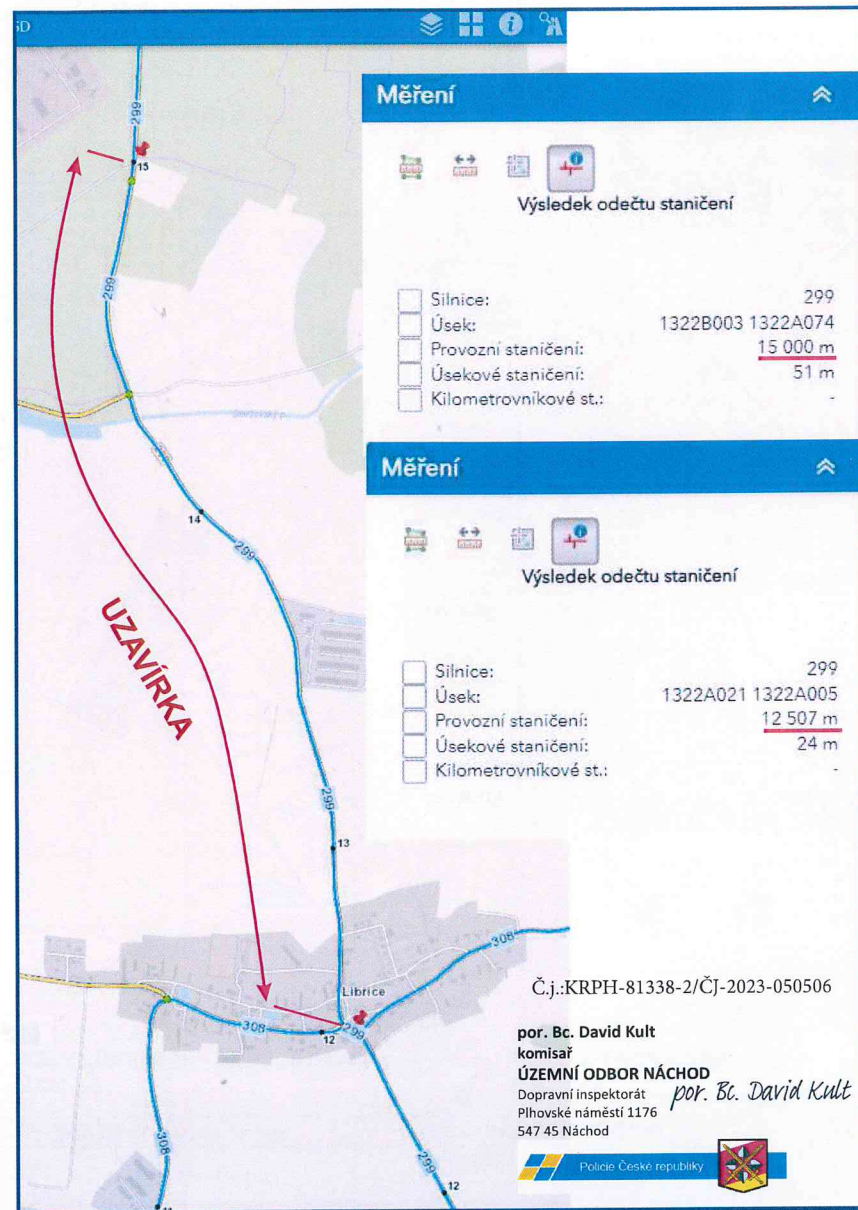 GD
299
15
299
14
299
UZAVÍRKA
299
13
308
Librice
308
12
299
308
299
12
11
Měření
Výsledek odečtu staničení
Silnice: 299
Úsek: 1322B003 1322A074
Provozní staničení: 15 000 m
Úsekové staničení: 51 m
Kilometrovníkové st.: -
Měření
Výsledek odečtu staničení
Silnice: 299
Úsek: 1322A021 1322A005
Provozní staničení: 12 507 m
Úsekové staničení: 24 m
Kilometrovníkové st.: -
Č.j.:KRPH-81338-2/ČJ-2023-050506
por. Bc. David Kult
komisař
ÚZEMNÍ ODBOR NÁCHOD
Dopravní inspektorát por. Bc. David Kult
Plhovské náměstí 1176
547 45 Náchod
Policie České republiky